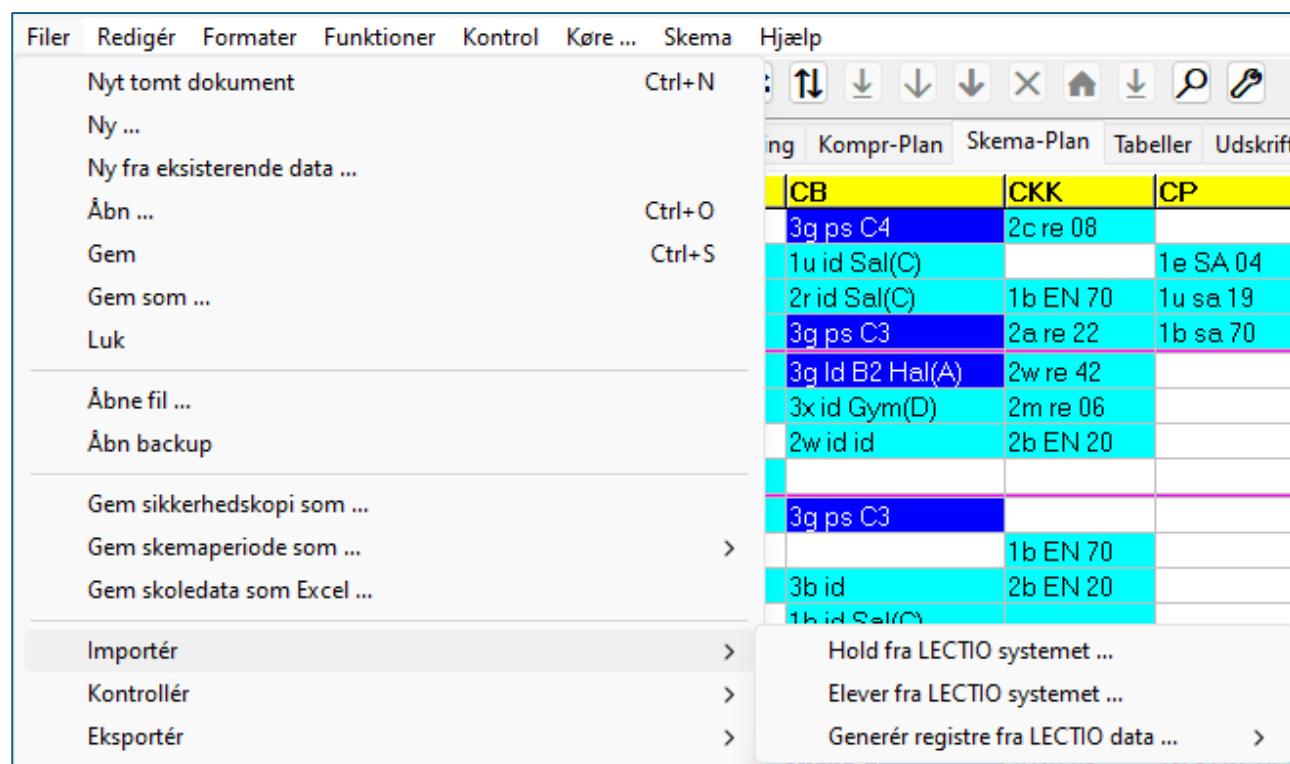 Filer Redigér Formater Funktioner Kontrol Køre ... Skema Hjælp
Nyt tomt dokument Ctrl+N
Ny ...
Ny fra eksisterende data ...
Åbn ... Ctrl+O
Gem Ctrl+S
Gem som ...
Luk
Åbne fil ...
Åbn backup
Gem sikkerhedskopi som ...
Gem skemaperiode som ...
Gem skoledata som Excel ...
Importér
Kontrollér
Eksportér
Kompr-Plan Skema-Plan Tabeller Udskrift
CB CKK CP
3g ps C4 2c re 08
1u id Sal(C) 1e SA 04
2r id Sal(C) 1b EN 70 1u sa 19
3g ps C3 2a re 22 1b sa 70
3g Id B2 Hal(A) 2w re 42
3x id Gym(D) 2m re 06
2w id id 2b EN 20
3g ps C3
1b EN 70
3b id 2b EN 20
1b id Sal(C)
Hold fra LECTIO systemet ...
Elever fra LECTIO systemet ...
Generér registre fra LECTIO data ...